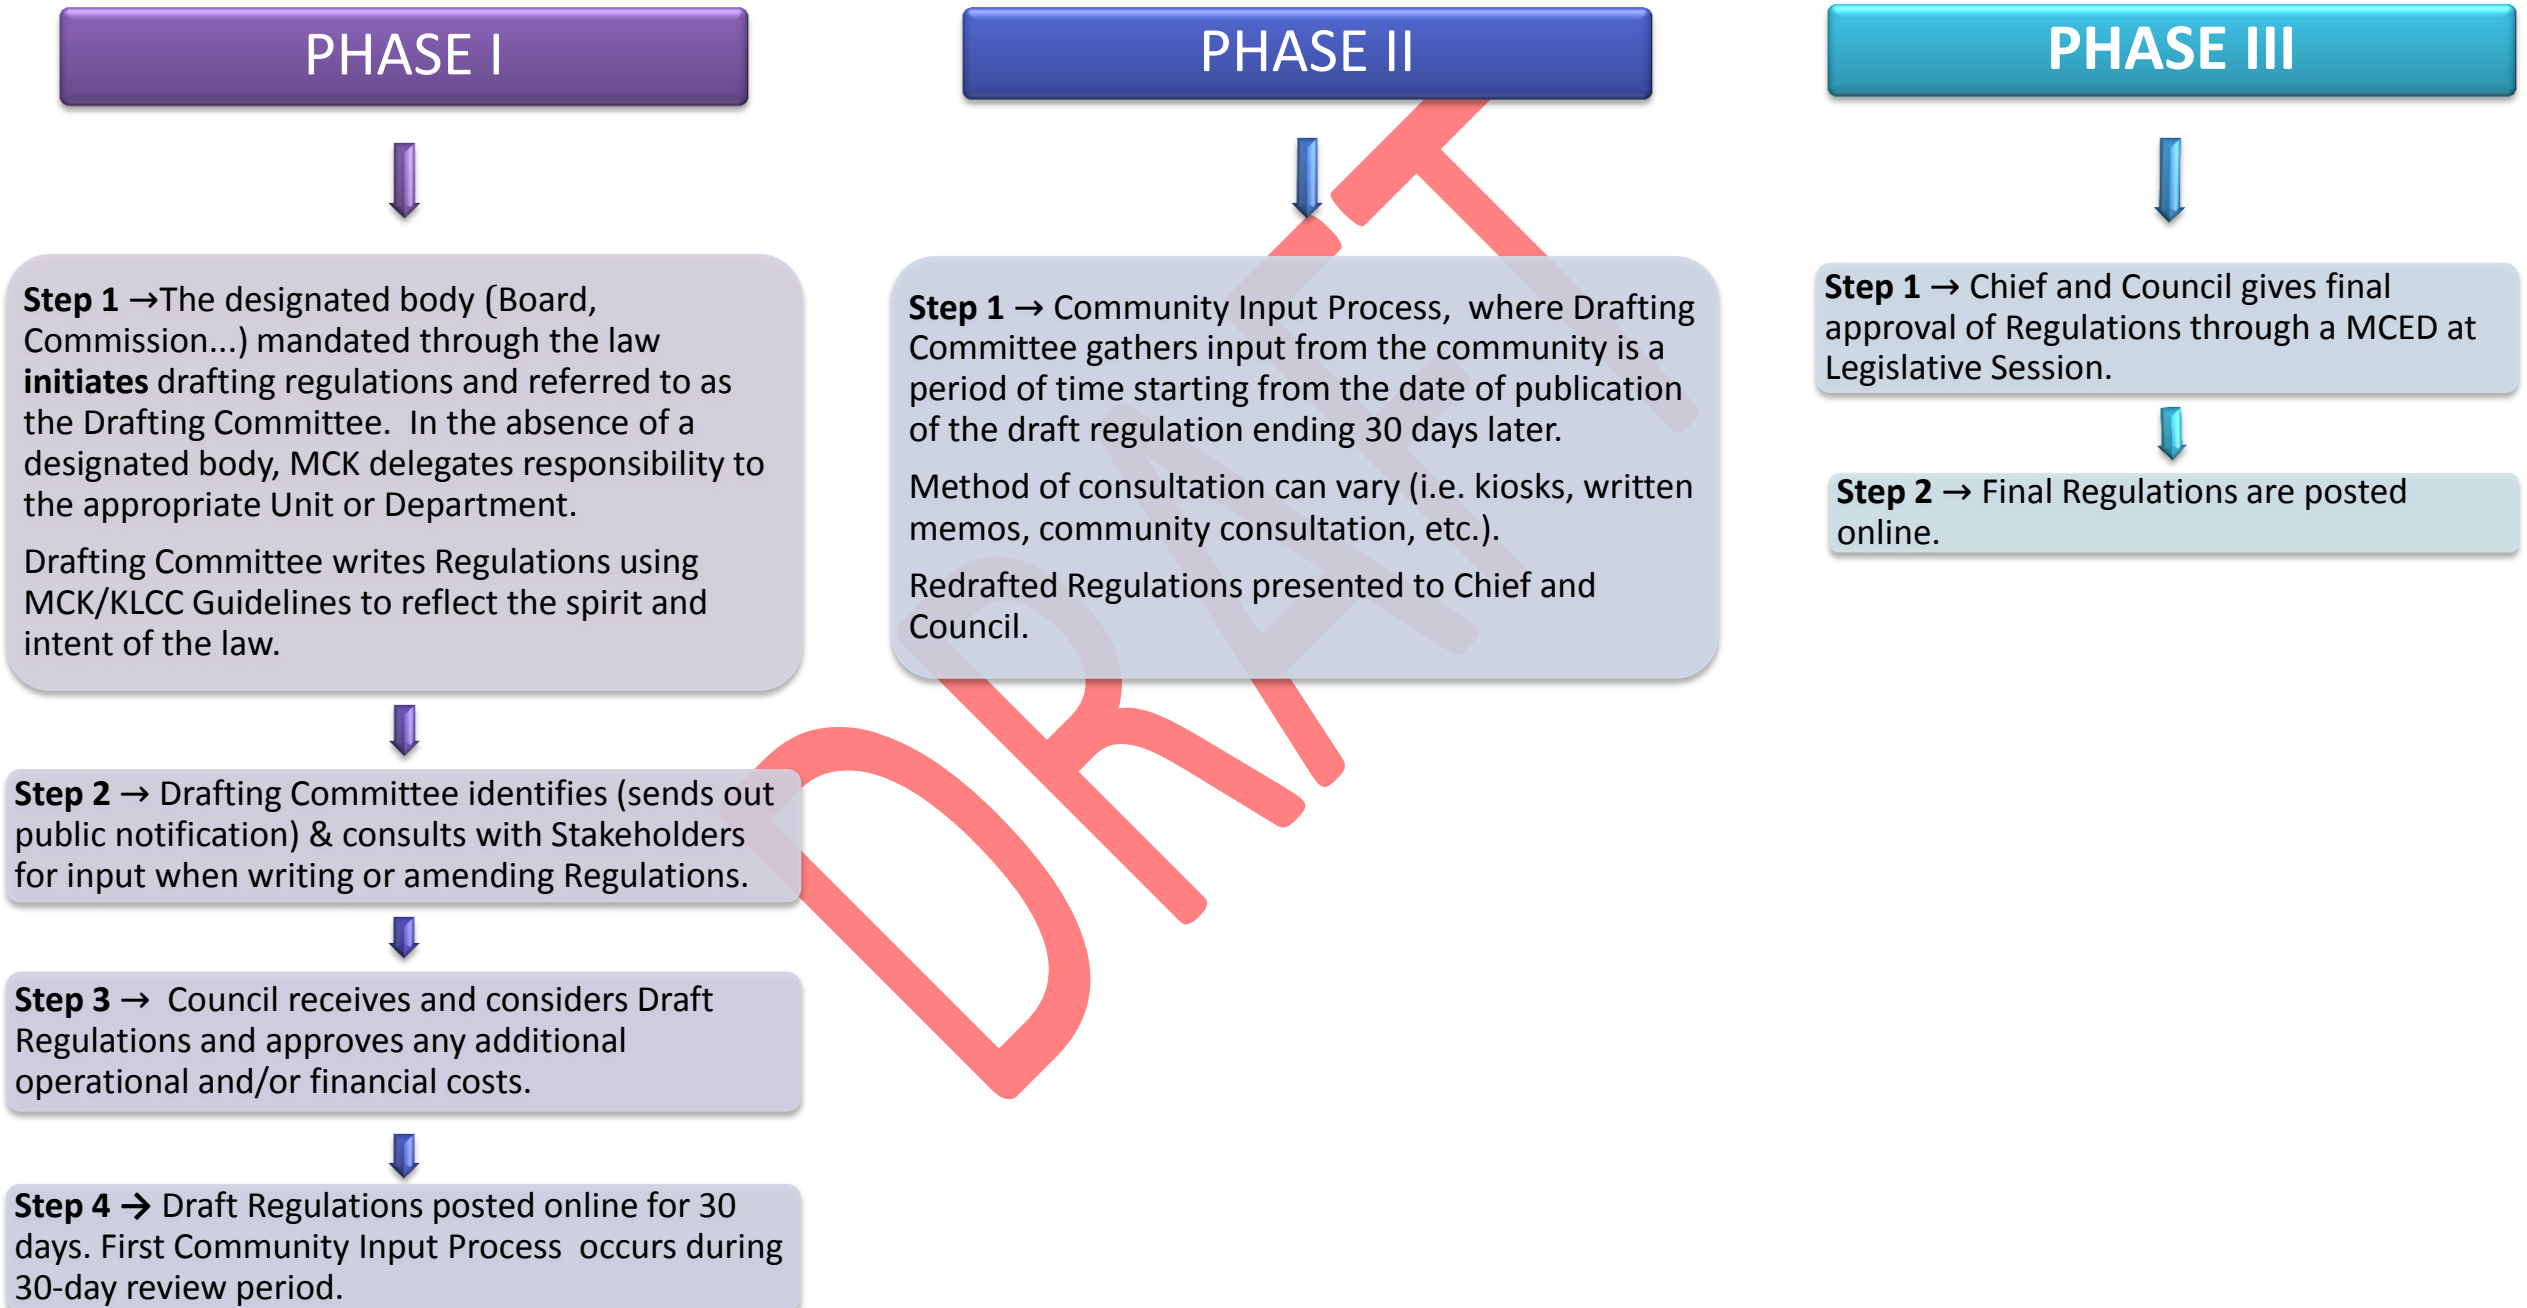 PHASE I
Step 1 →The designated body (Board,
Commission...) mandated through the law
initiates drafting regulations and referred to as
the Drafting Committee.  In the absence of a
designated body, MCK delegates responsibility to
the appropriate Unit or Department.
Drafting Committee writes Regulations using
MCK/KLCC Guidelines to reflect the spirit and
intent of the law.
Step 2 → Drafting Committee identifies (sends out
public notification) & consults with Stakeholders
for input when writing or amending Regulations.
Step 3 →  Council receives and considers Draft
Regulations and approves any additional
operational and/or financial costs.
Step 4 → Draft Regulations posted online for 30
days. First Community Input Process  occurs during
30-day review period.
PHASE II
Step 1 → Community Input Process,  where Drafting
Committee gathers input from the community is a
period of time starting from the date of publication
of the draft regulation ending 30 days later.
Method of consultation can vary (i.e. kiosks, written
memos, community consultation, etc.).
Redrafted Regulations presented to Chief and
Council.
PHASE III
Step 1 → Chief and Council gives final
approval of Regulations through a MCED at
Legislative Session.
Step 2 → Final Regulations are posted
online.
DRAFT